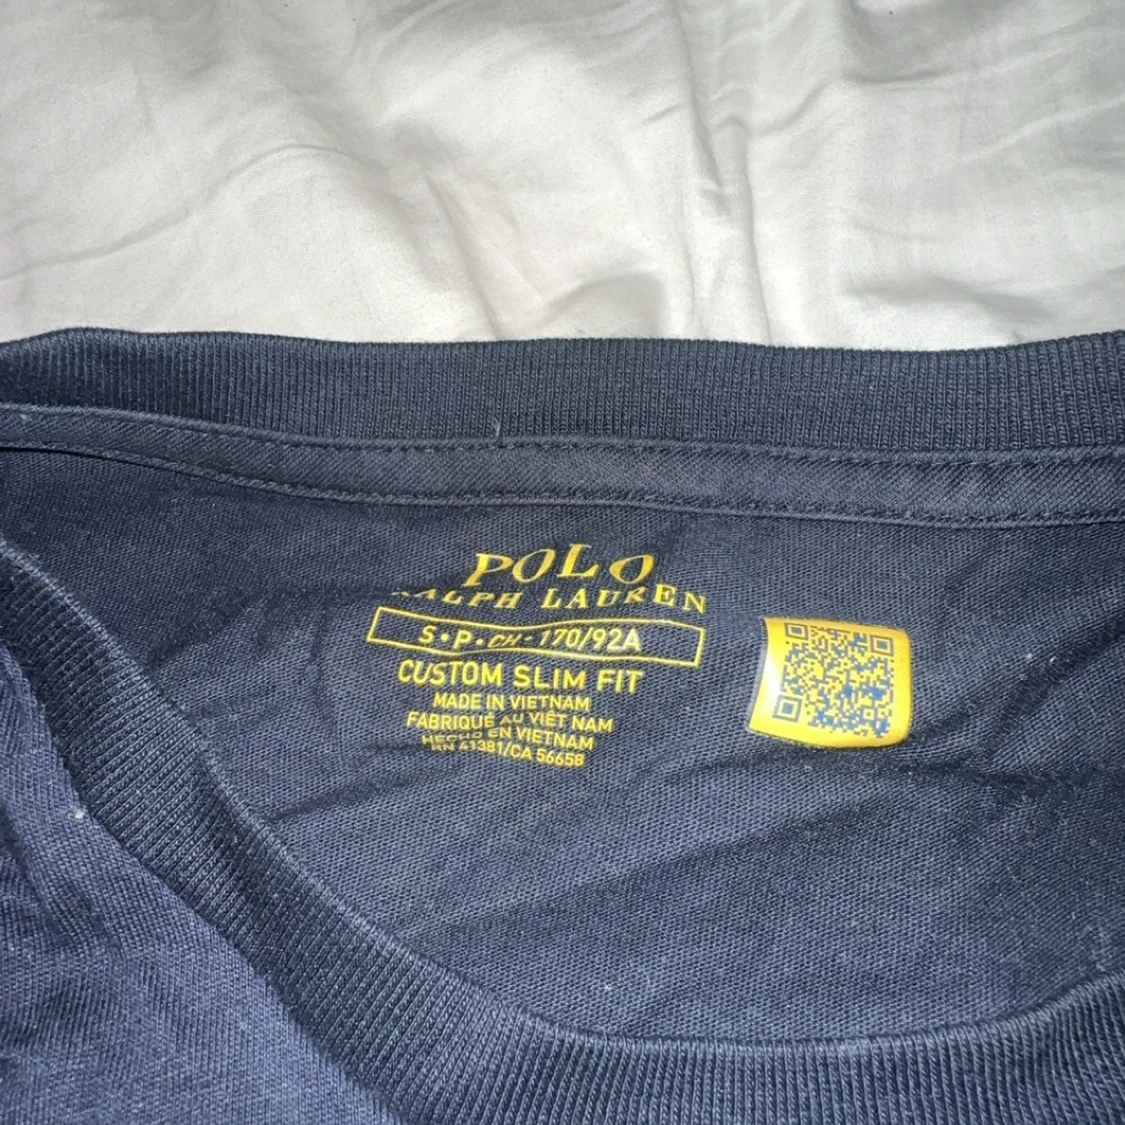 POLO
RALPH LAUREN
S•P•CH•170/92A
CUSTOM SLIM FIT
MADE IN VIETNAM
FABRIQUÉ AU VIÊT NAM
HECHO EN VIETNAM
RN 41381/CA 56658